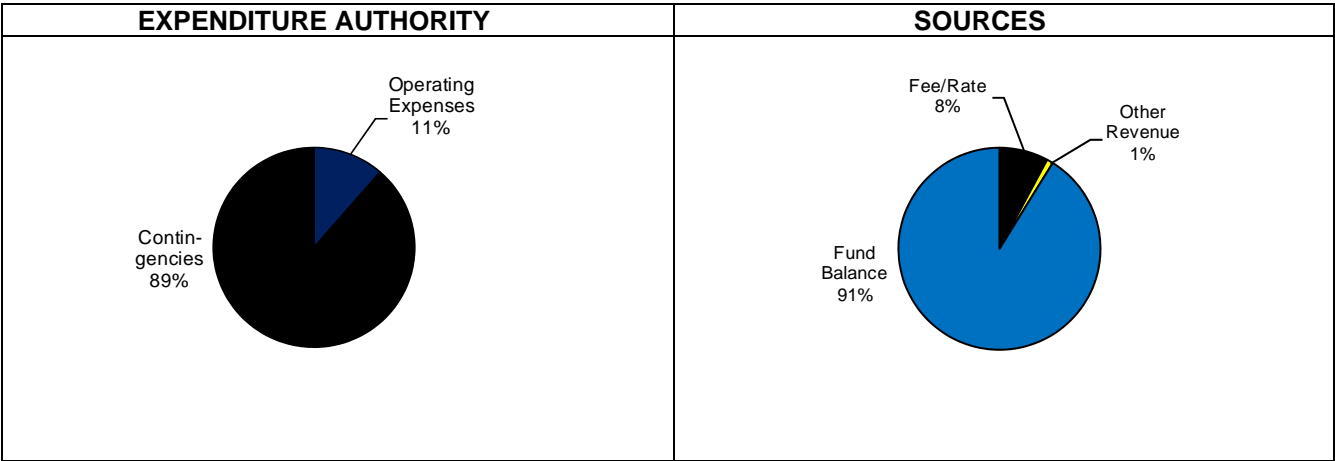 EXPENDITURE AUTHORITY
Operating
Expenses
11%
Contin-
gencies
89%
SOURCES
Fee/Rate
8%
Other
Revenue
1%
Fund
Balance
91%